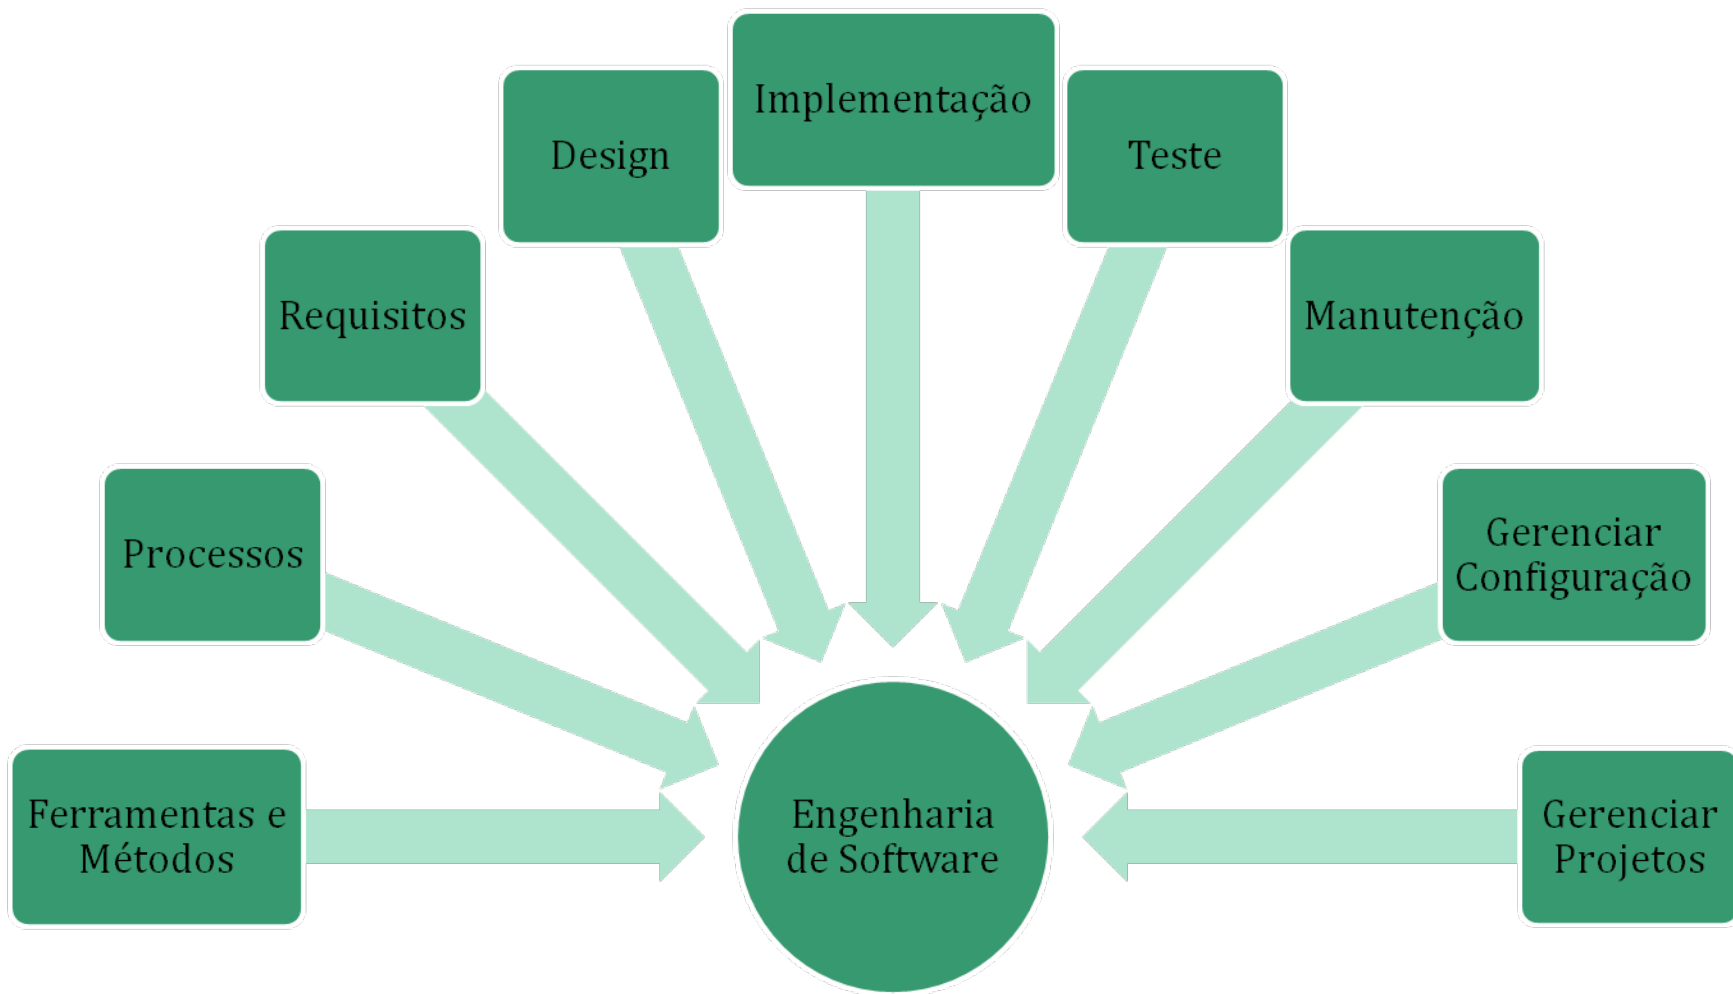 Implementação
Design
Teste
Requisitos
Manutenção
Processos
Gerenciar
Configuração
Ferramentas e
Métodos
Engenharia
de Software
Gerenciar
Projetos